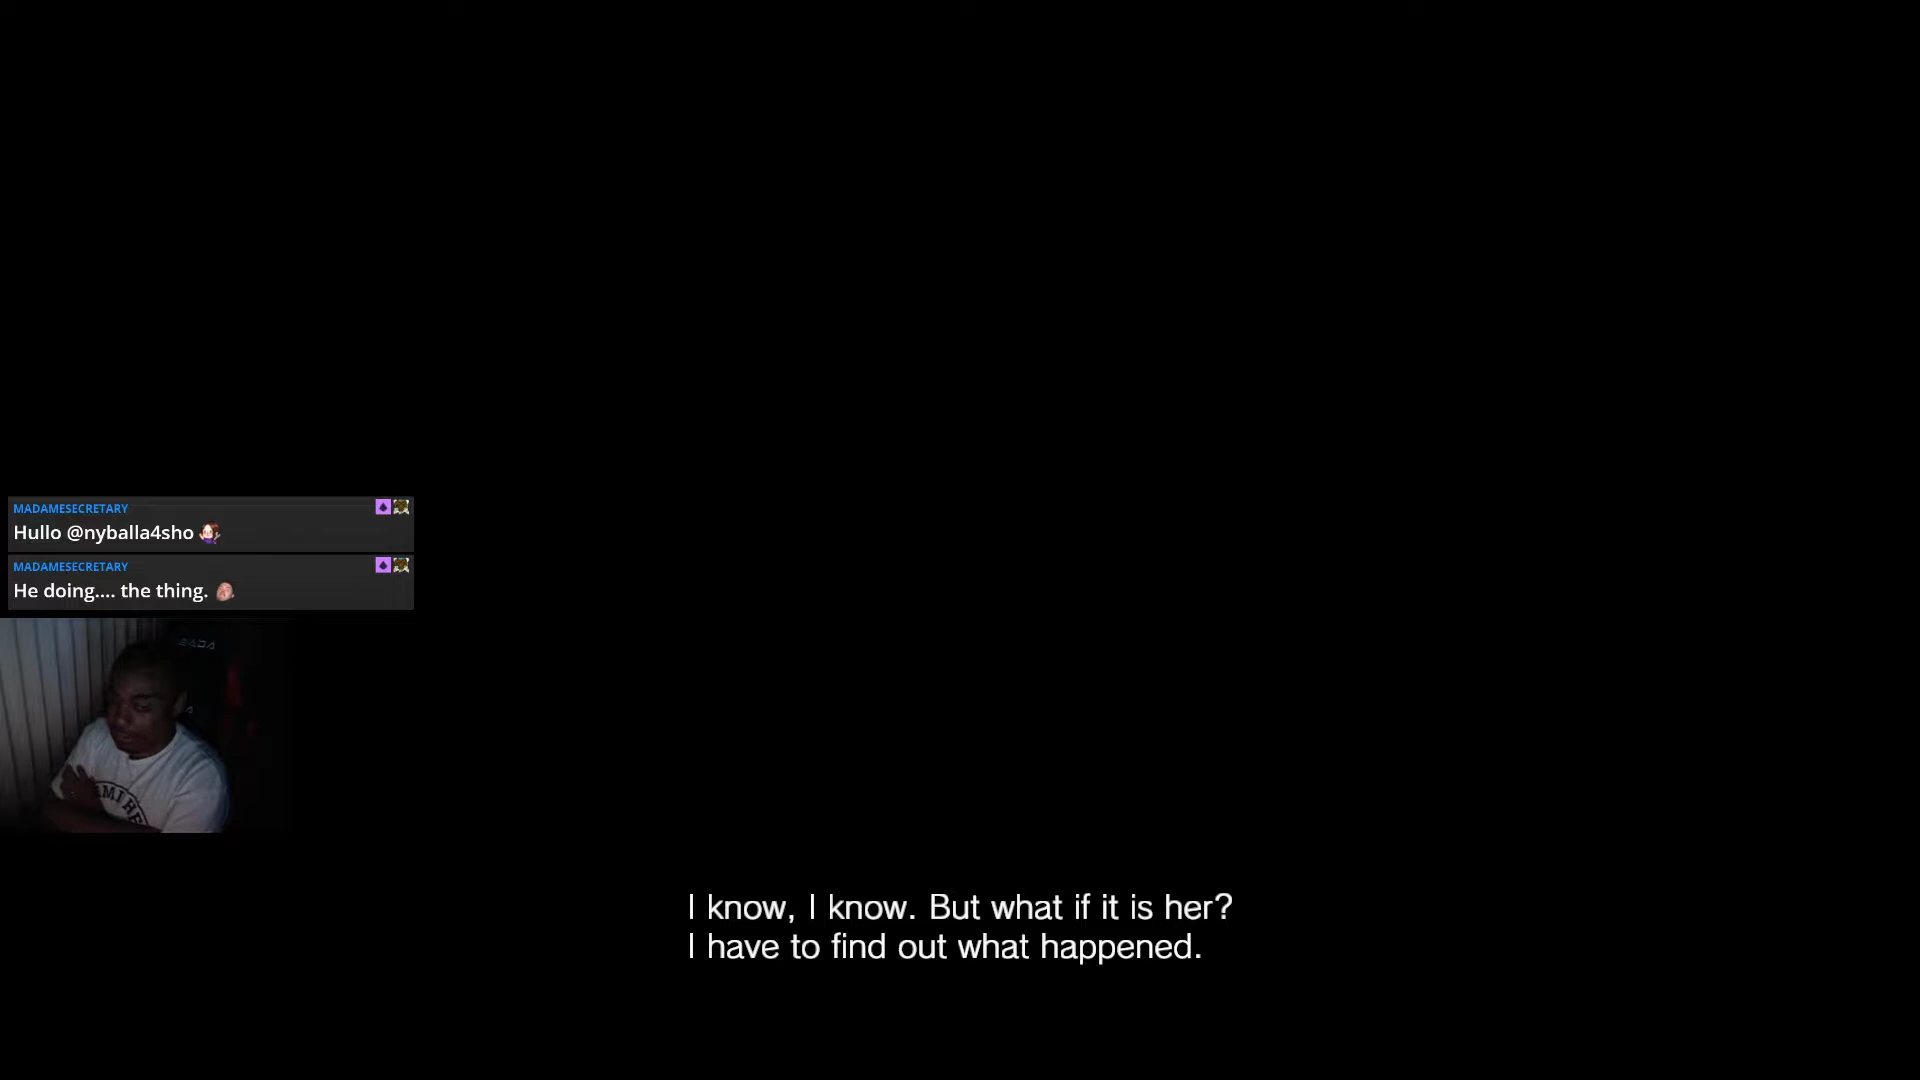 MADAMESECRETARY
Hullo @nyballa4sho
MADAMESECRETARY
He doing.... the thing.
I know, I know. But what if it is her?
I have to find out what happened.